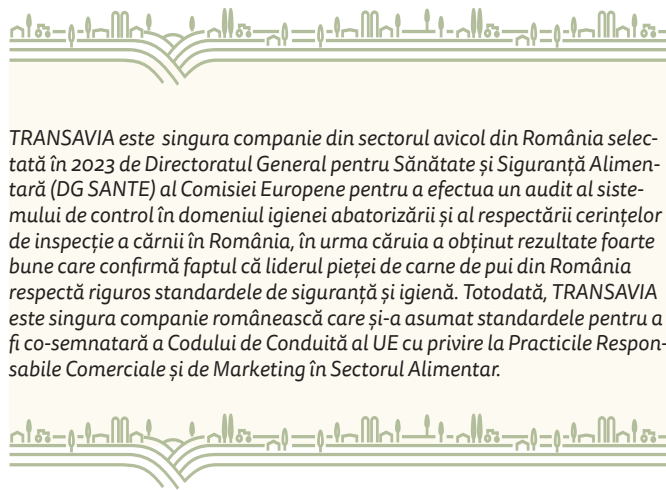 TRANSAVIA este  singura companie din sectorul avicol din România selec-
tată în 2023 de Directoratul General pentru Sănătate și Siguranță Alimen-
tară (DG SANTE) al Comisiei Europene pentru a efectua un audit al siste-
mului de control în domeniul igienei abatorizării și al respectării cerințelor
de inspecție a cărnii în România, în urma căruia a obținut rezultate foarte
bune care confirmă faptul că liderul pieței de carne de pui din România
respectă riguros standardele de siguranță și igienă. Totodată, TRANSAVIA
este singura companie românească care și-a asumat standardele pentru a
fi co-semnatară a Codului de Conduită al UE cu privire la Practicile Respon-
sabile Comerciale și de Marketing în Sectorul Alimentar.